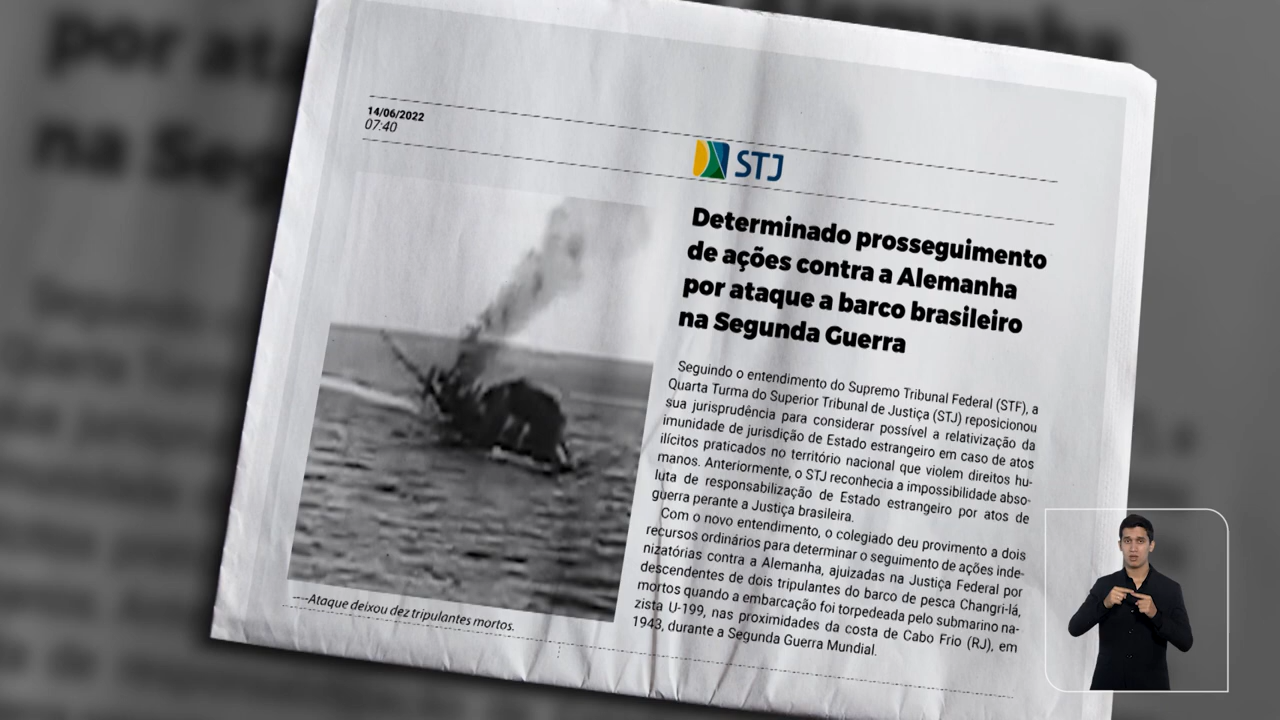 14/06/2022
07:40
STJ
Determinado prosseguimento
de ações contra a Alemanha
por ataque a barco brasileiro
na Segunda Guerra
Seguindo o entendimento do Supremo Tribunal Federal (STF), a
Quarta Turma do Superior Tribunal de Justiça (STJ) reposicionou
sua jurisprudência para considerar possível a relativização da
imunidade de jurisdição de Estado estrangeiro em caso de atos
ilícitos praticados no território nacional que violem direitos hu-
manos. Anteriormente, o STJ reconhecia a impossibilidade abso-
luta de responsabilização de Estado estrangeiro por atos de
guerra perante a Justiça brasileira.
Com o novo entendimento, o colegiado deu provimento a dois
recursos ordinários para determinar o seguimento de ações inde-
nizatórias contra a Alemanha, ajuizadas na Justiça Federal por
descendentes de dois tripulantes do barco de pesca Changri-lá,
mortos quando a embarcação foi torpedeada pelo submarino na-
zista U-199, nas proximidades da costa de Cabo Frio (RJ), em
1943, durante a Segunda Guerra Mundial.
----Ataque deixou dez tripulantes mortos.
por ata
na Seg